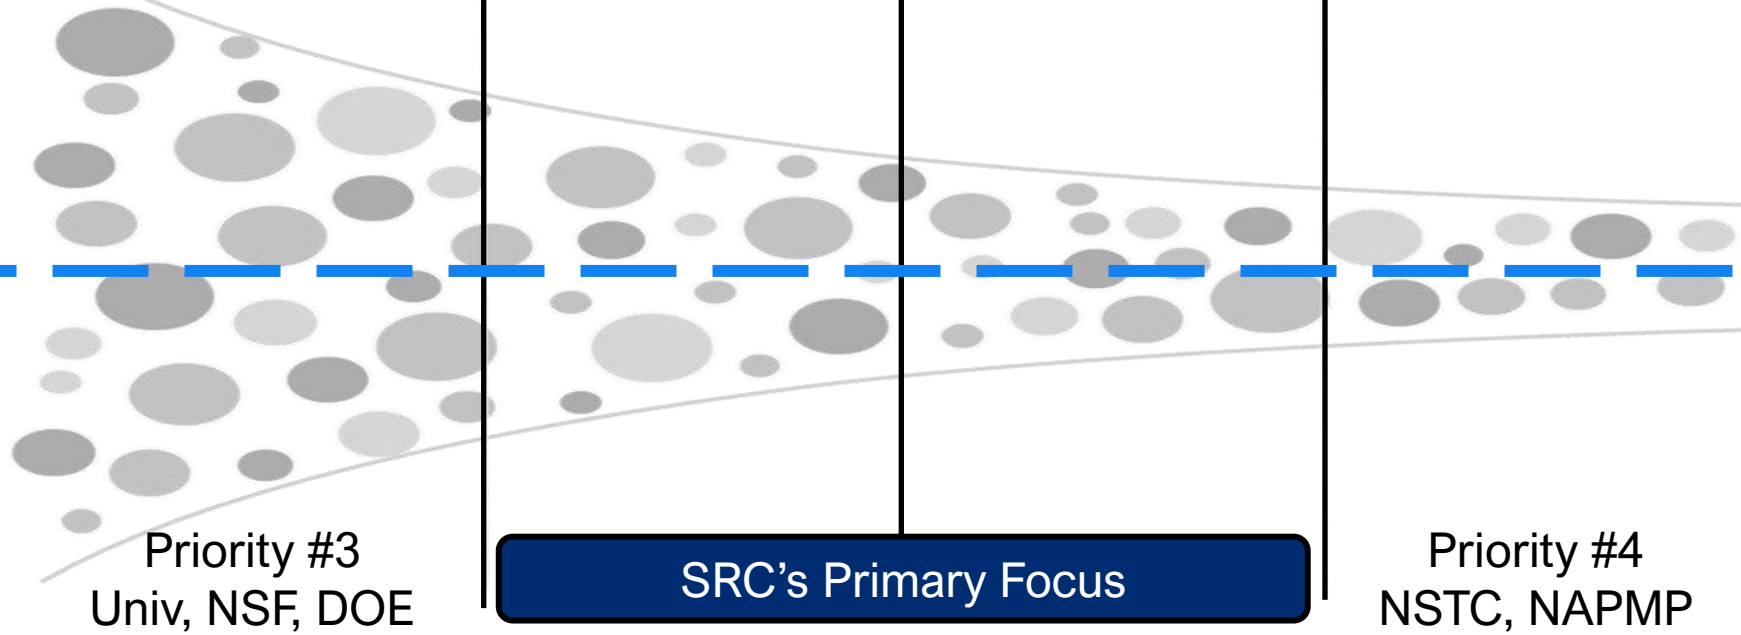 Priority #3
Univ, NSF, DOE
SRC’s Primary Focus
Priority #4
NSTC, NAPMP